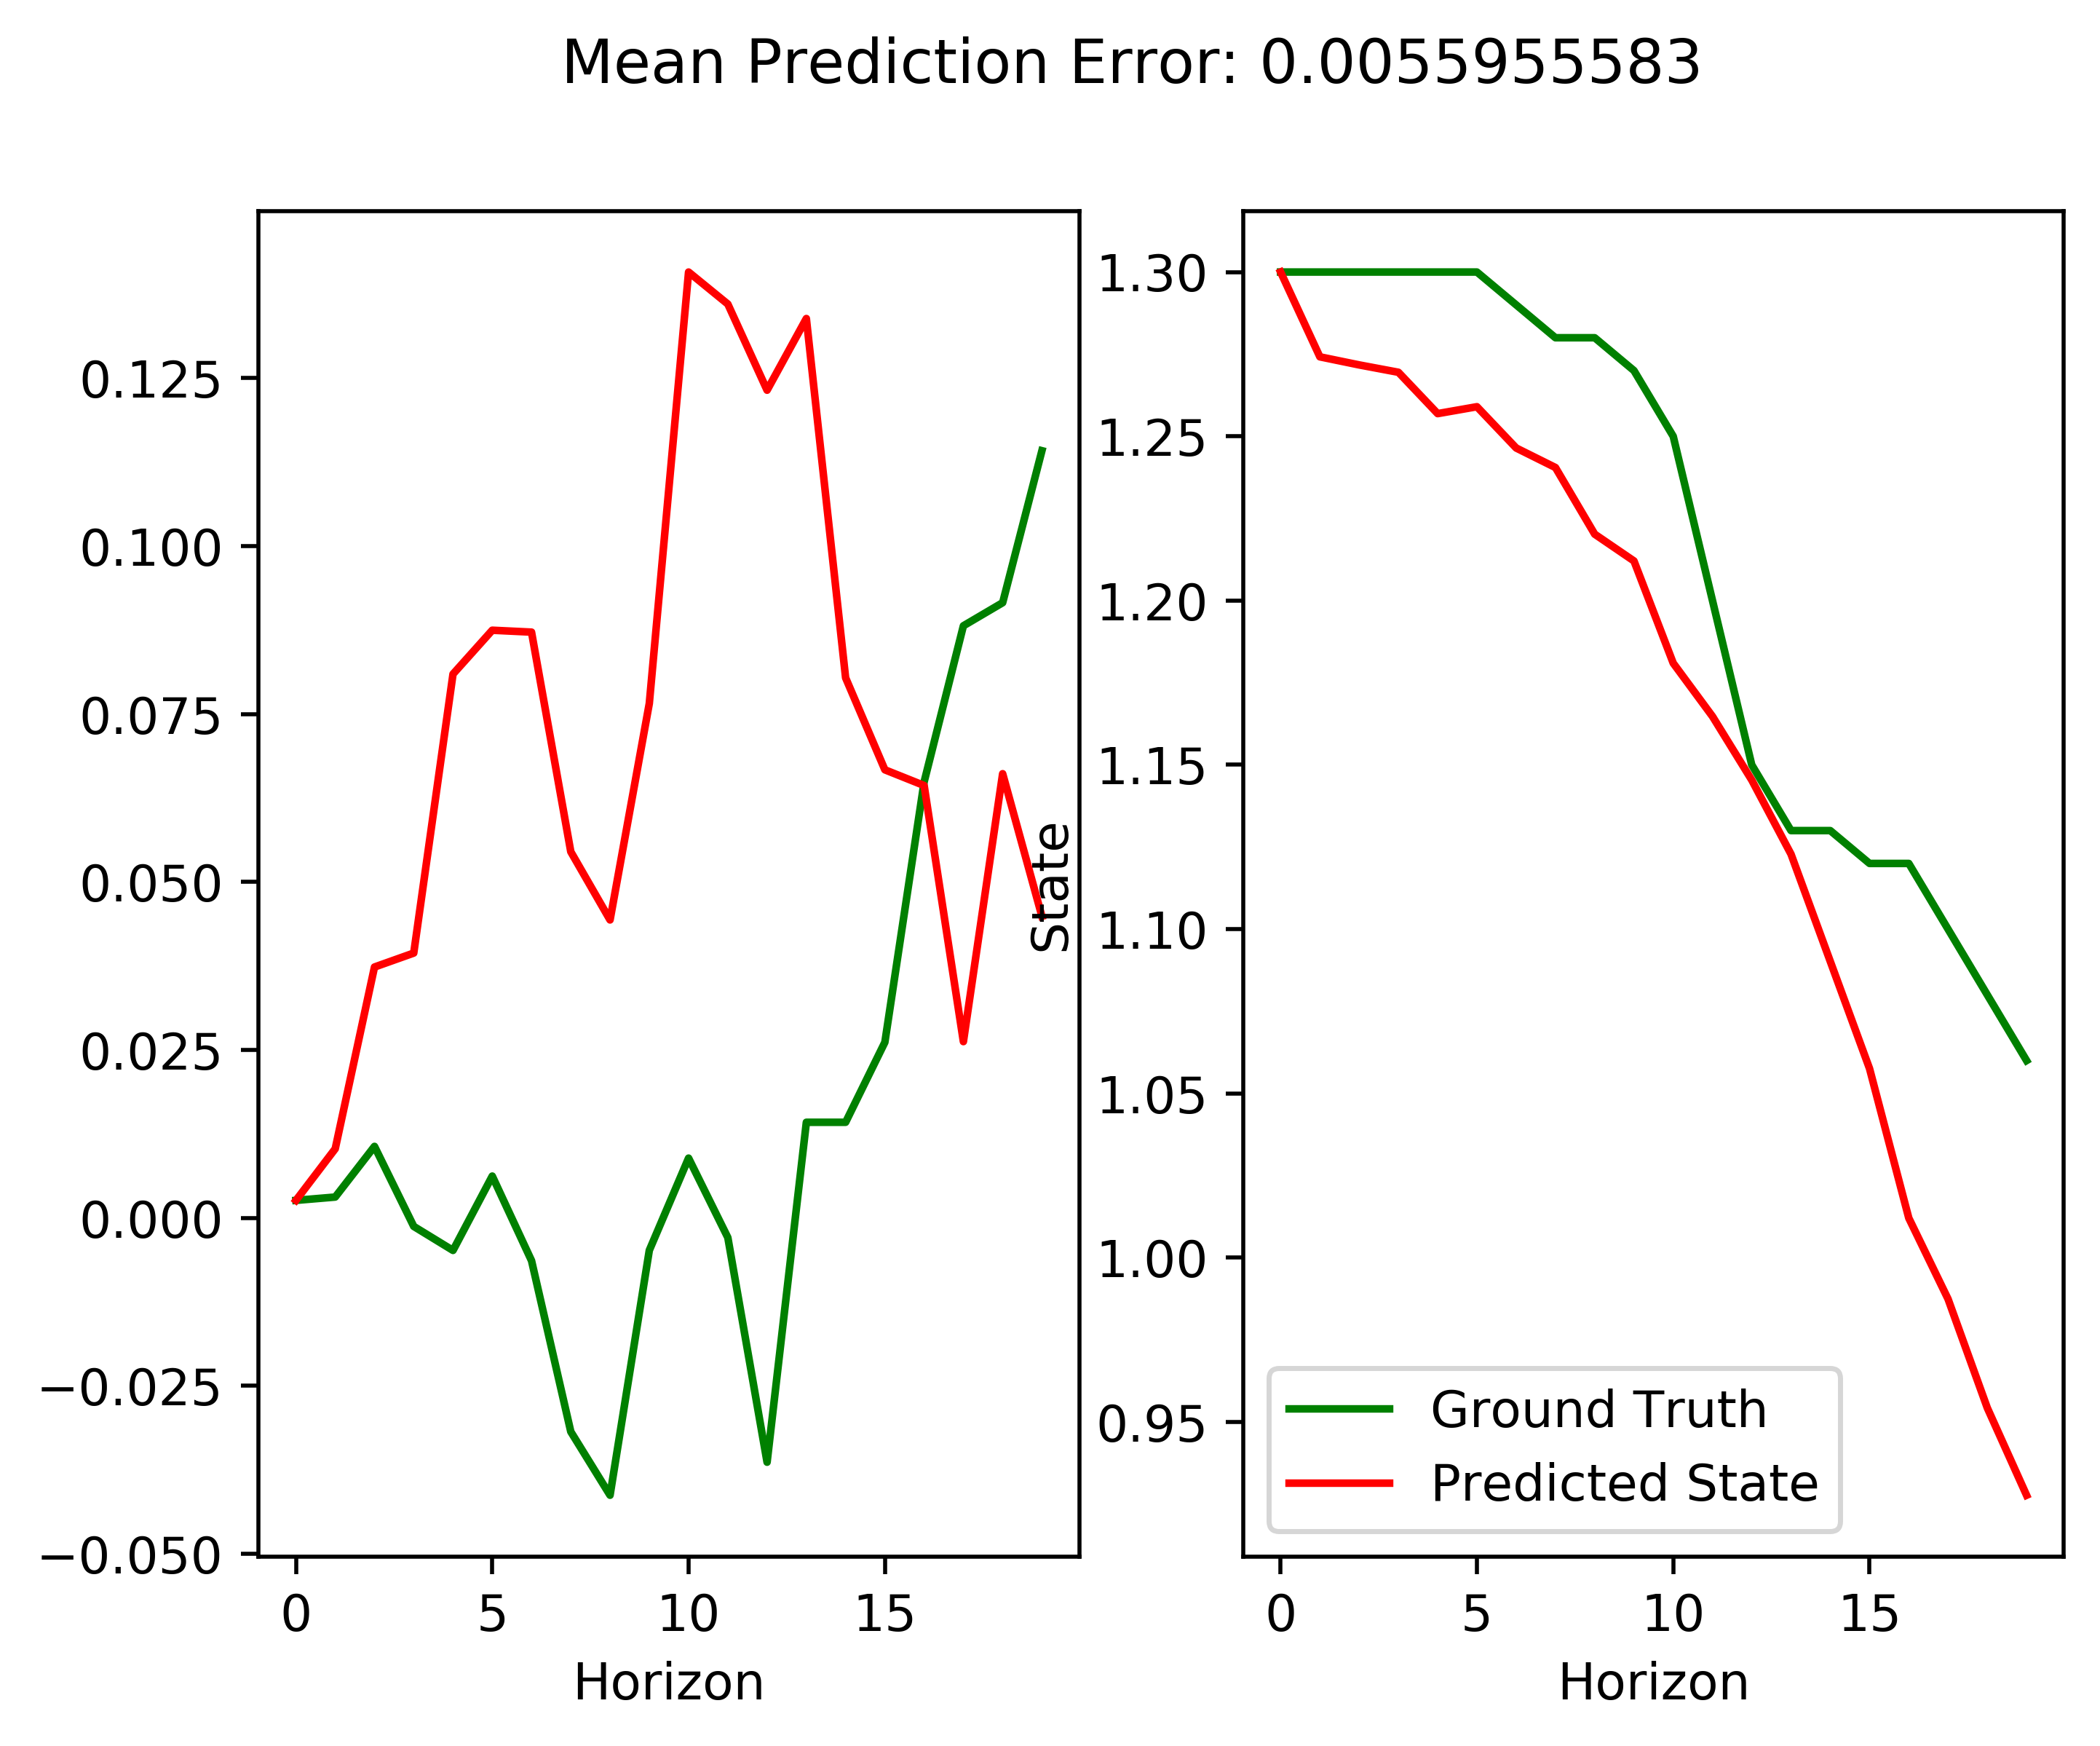 Mean Prediction Error: 0.0055955583
0.125
0.100
0.075
0.050
0.025
0.000
−0.025
−0.050
0 5 10 15
Horizon
State
1.30
1.25
1.20
1.15
1.10
1.05
1.00
0.95
Ground Truth
Predicted State
0 5 10 15
Horizon